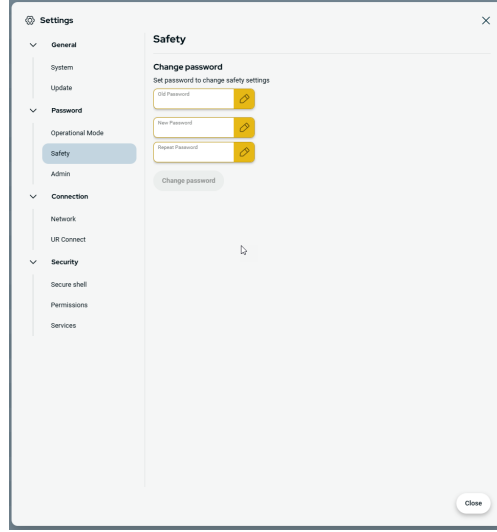 Settings
General
System
Update
Password
Operational Mode
Safety
Admin
Connection
Network
UR Connect
Security
Secure shell
Permissions
Services
Safety
Change password
Set password to change safety settings
Old Password
New Password
Repeat Password
Change password
Close